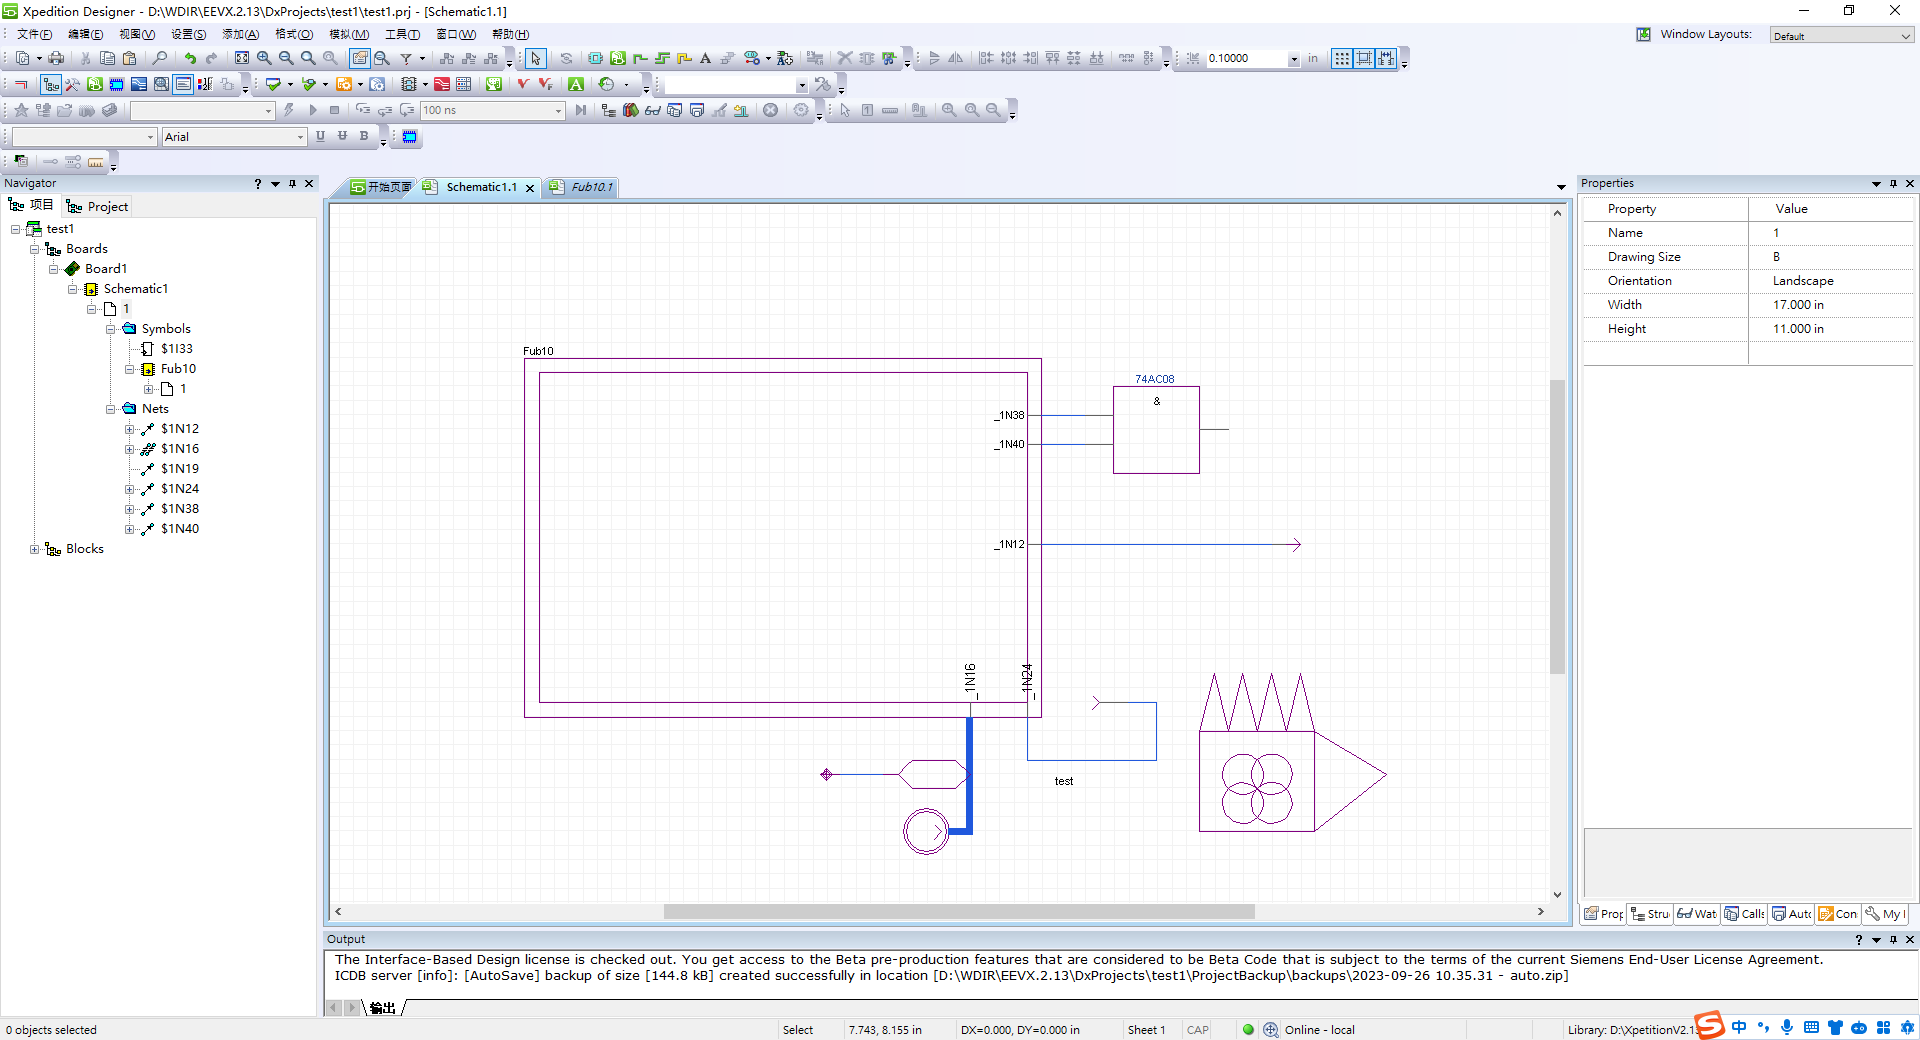 Xpedition Designer - D:\WDIR\EEVX.2.13\DxProjects\test1\test1.prj - [Schematic1.1]
文件(F) 编辑(E) 视图(V) 设置(S) 添加(A) 格式(O) 模拟(M) 工具(T) 窗口(W) 帮助(H)
Window Layouts: Default
0.10000 in
100 ns
Arial
U U B
Navigator
项目 Project
test1
Boards
Board1
Schematic1
1
Symbols
$1I33
Fub10
1
Nets
$1N12
$1N16
$1N19
$1N24
$1N38
$1N40
Blocks
开始页面 Schematic1.1 Fub10.1
Fub10
74AC08
&
_1N38
_1N40
_1N12
_1N16
_1N24
test
Properties
Property Value
Name 1
Drawing Size B
Orientation Landscape
Width 17.000 in
Height 11.000 in
Prop Stru Wat Calls Auto Con My I
Output
The Interface-Based Design license is checked out. You get access to the Beta pre-production features that are considered to be Beta Code that is subject to the terms of the current Siemens End-User License Agreement.
ICDB server [info]: [AutoSave] backup of size [144.8 kB] created successfully in location [D:\WDIR\EEVX.2.13\DxProjects\test1\ProjectBackup\backups\2023-09-26 10.35.31 - auto.zip]
输出
0 objects selected Select 7.743, 8.155 in DX=0.000, DY=0.000 in Sheet 1 CAP Online - local Library: D:\XpetitionV2.13
中